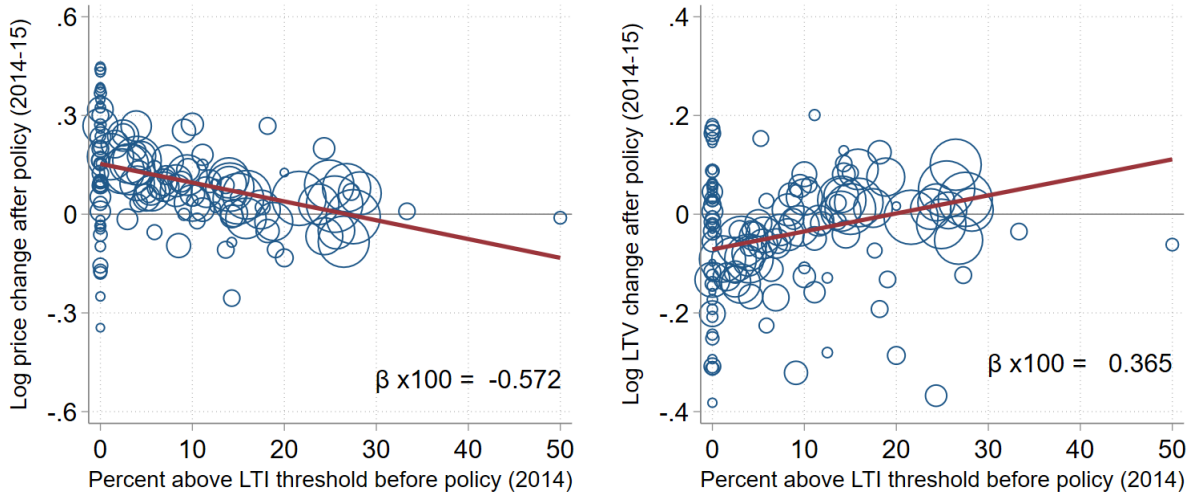 Log price change after policy (2014-15)
.6
.3
0
-.3
-.6
β x100 = -0.572
0 10 20 30 40 50
Percent above LTI threshold before policy (2014)
Log LTV change after policy (2014-15)
.4
.2
0
-.2
-.4
β x100 = 0.365
0 10 20 30 40 50
Percent above LTI threshold before policy (2014)